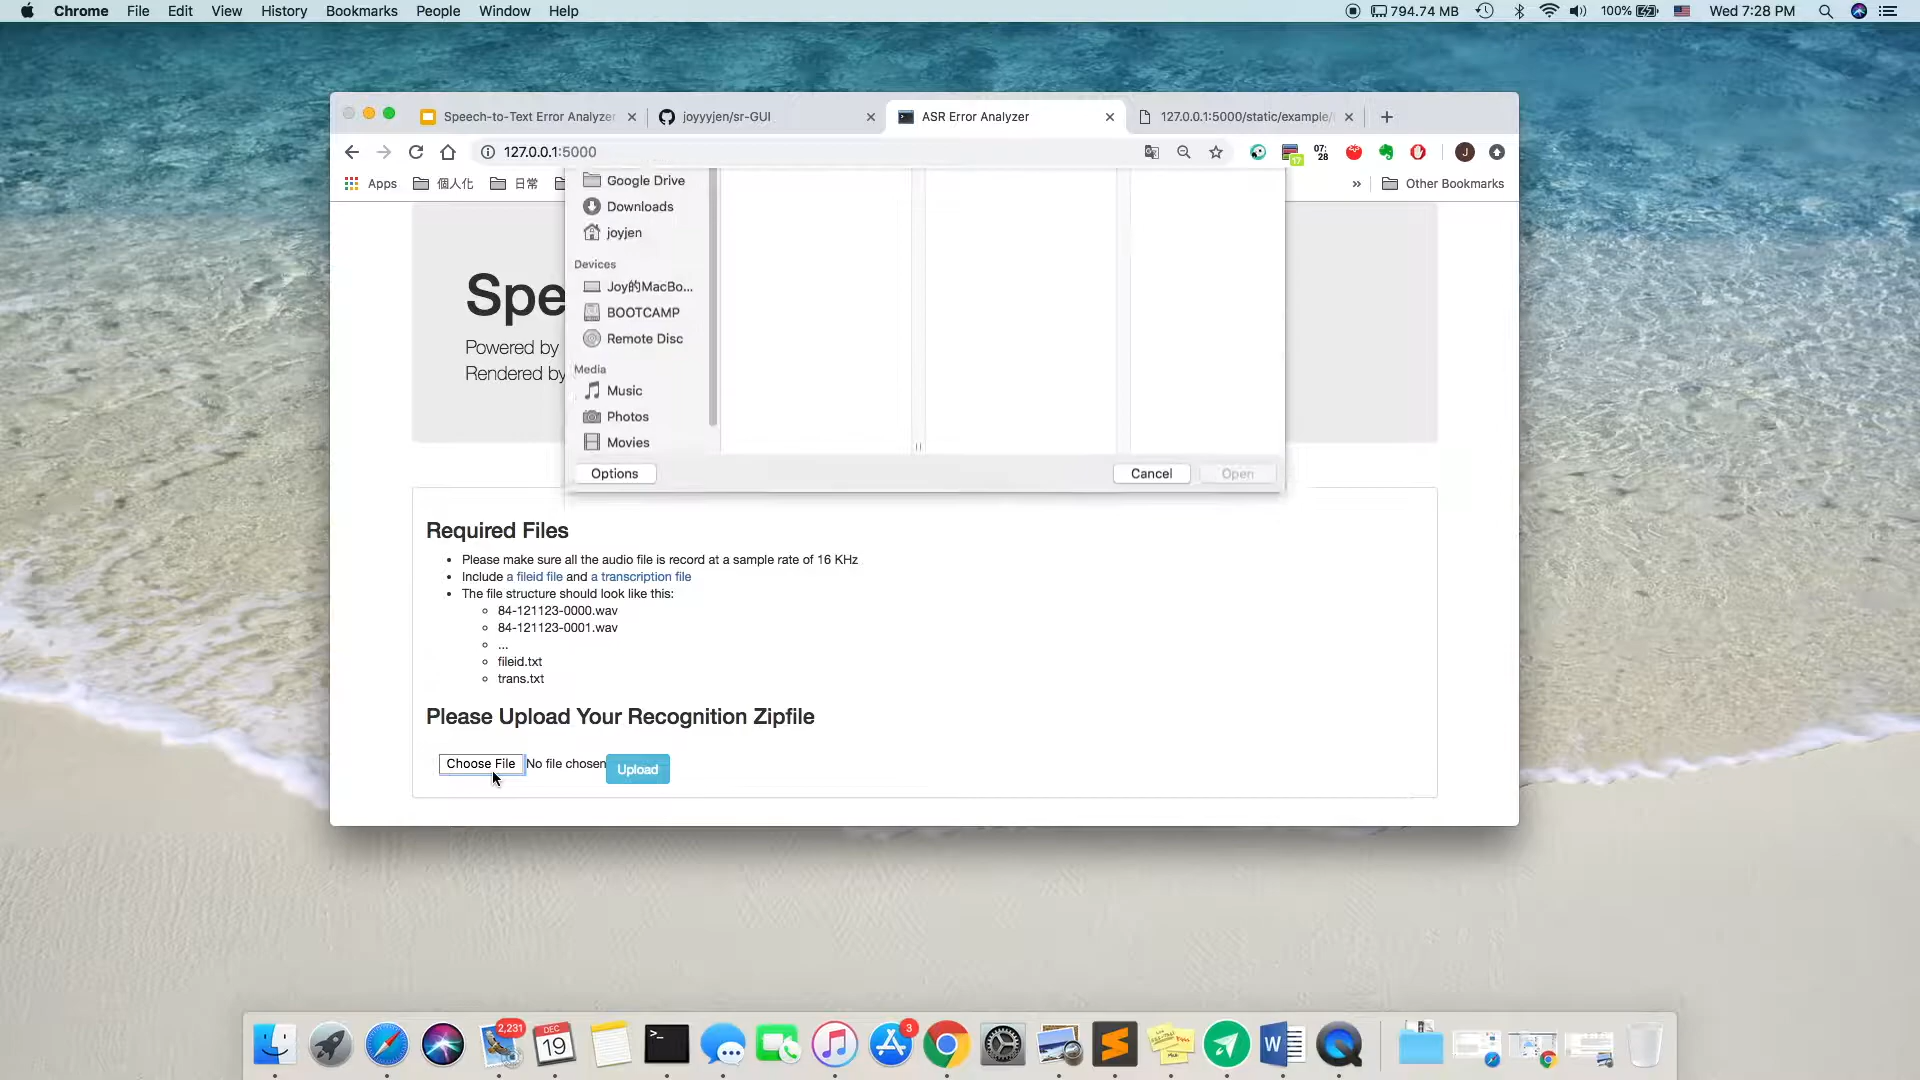 Chrome File Edit View History Bookmarks People Window Help 794.74 MB 100% Wed 7:28 PM
Speech-to-Text Error Analyzer joyyyjen/sr-GUI ASR Error Analyzer 127.0.0.1:5000/static/example/
127.0.0.1:5000 17 07: 28 J
Apps 個人化 日常 » Other Bookmarks
Google Drive
Downloads
joyjen
Devices
Joy的MacBo...
BOOTCAMP
Remote Disc
Media
Music
Photos
Movies
Options Cancel Open
Spe
Powered by
Rendered by
Required Files
Please make sure all the audio file is record at a sample rate of 16 KHz
Include a fileid file and a transcription file
The file structure should look like this:
84-121123-0000.wav
84-121123-0001.wav
...
fileid.txt
trans.txt
Please Upload Your Recognition Zipfile
Choose File No file chosen Upload
2,231 DEC 19 3